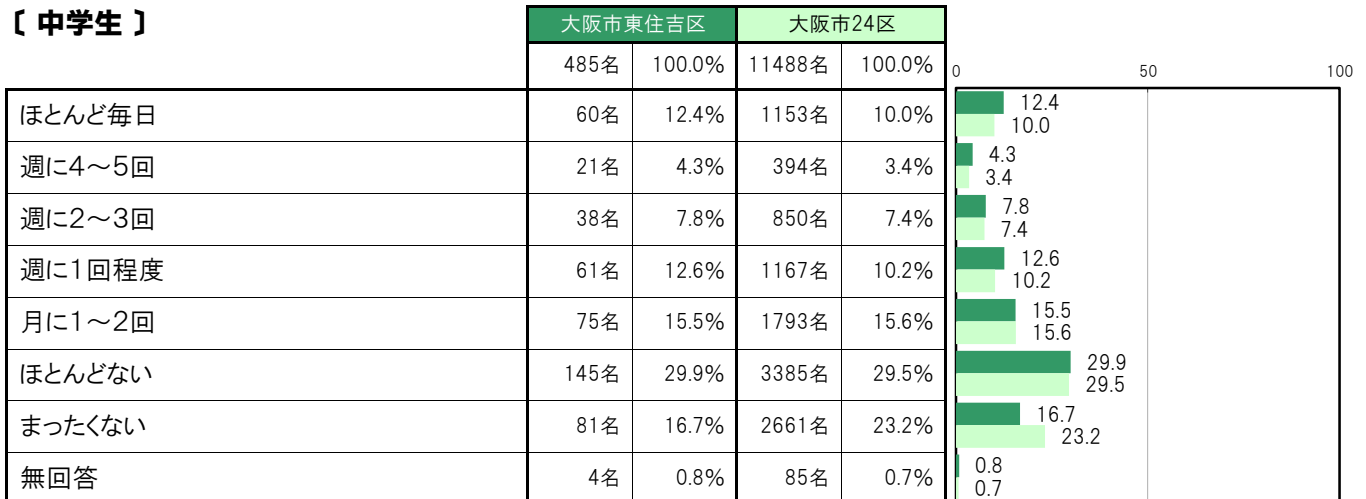 〔 中学生 〕
大阪市東住吉区 大阪市24区
485名 100.0% 11488名 100.0%
0 50 100
ほとんど毎日 60名 12.4% 1153名 10.0% 12.4
10.0
週に4～5回 21名 4.3% 394名 3.4% 4.3
3.4
週に2～3回 38名 7.8% 850名 7.4% 7.8
7.4
週に1回程度 61名 12.6% 1167名 10.2% 12.6
10.2
月に1～2回 75名 15.5% 1793名 15.6% 15.5
15.6
ほとんどない 145名 29.9% 3385名 29.5% 29.9
29.5
まったくない 81名 16.7% 2661名 23.2% 16.7
23.2
無回答 4名 0.8% 85名 0.7% 0.8
0.7